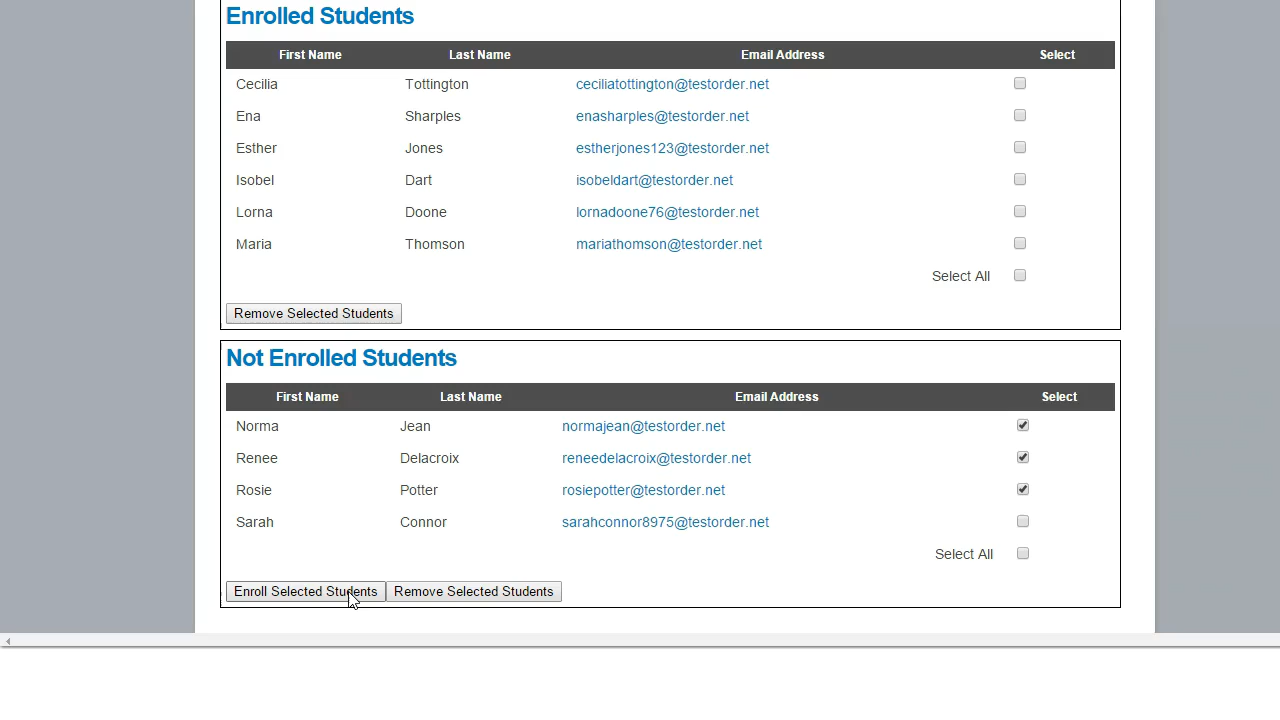 Enrolled Students
First Name Last Name Email Address Select
Cecilia Tottington ceciliatottington@testorder.net
Ena Sharples enasharples@testorder.net
Esther Jones estherjones123@testorder.net
Isobel Dart isobeldart@testorder.net
Lorna Doone lornadoone76@testorder.net
Maria Thomson mariathomson@testorder.net
Select All
Remove Selected Students
Not Enrolled Students
First Name Last Name Email Address Select
Norma Jean normajean@testorder.net
Renee Delacroix reneedelacroix@testorder.net
Rosie Potter rosiepotter@testorder.net
Sarah Connor sarahconnor8975@testorder.net
Select All
Enroll Selected Students Remove Selected Students